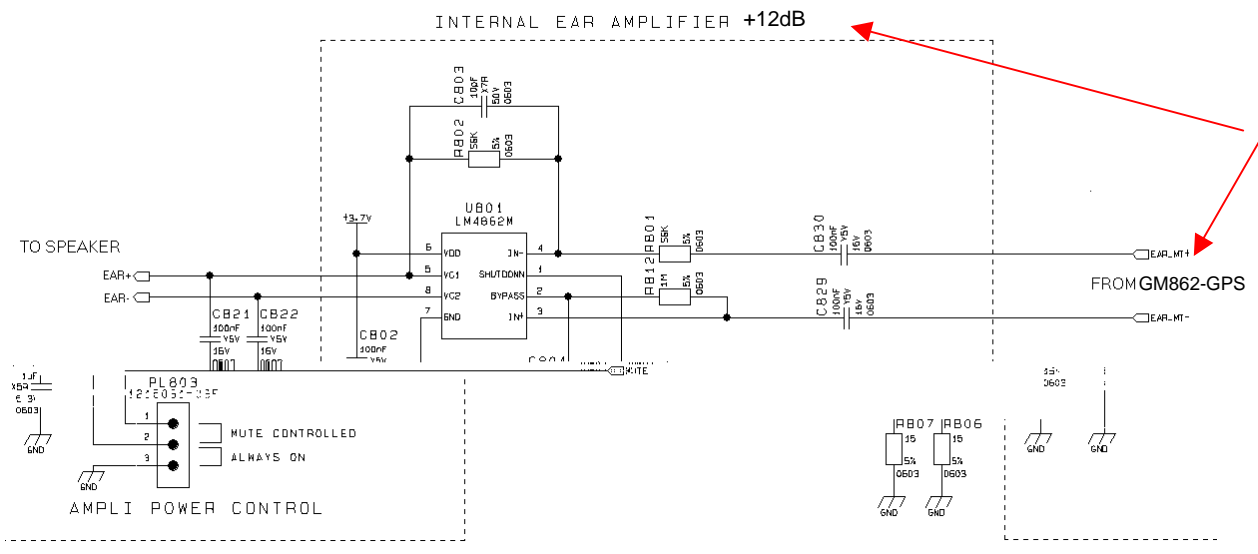 INTERNAL EAR AMPLIFIER +12dB
C803
10pF
X7R
50V
0603
R802
56K
5%
0603
U801
LM4862M
+3.7V
6 VDD
5 VO1
8 VO2
7 GND
IN- 4
SHUTDOWN 1
BYPASS 2
IN+ 3
R801
56K
5%
0603
R812
1M
5%
0603
C830
100nF
Y5V
16V
0603
C829
100nF
Y5V
16V
0603
TO SPEAKER
EAR+
EAR-
EAR_MT+
FROM GM862-GPS
EAR_MT-
C821
100nF
Y5V
16V
C822
100nF
Y5V
16V
C802
100nF
MUTE
0603
GND
PL803
1
2
3
MUTE CONTROLLED
ALWAYS ON
GND
AMPLI POWER CONTROL
R807
15
5%
0603
GND
R806
15
5%
0603
GND
0603
GND
GND